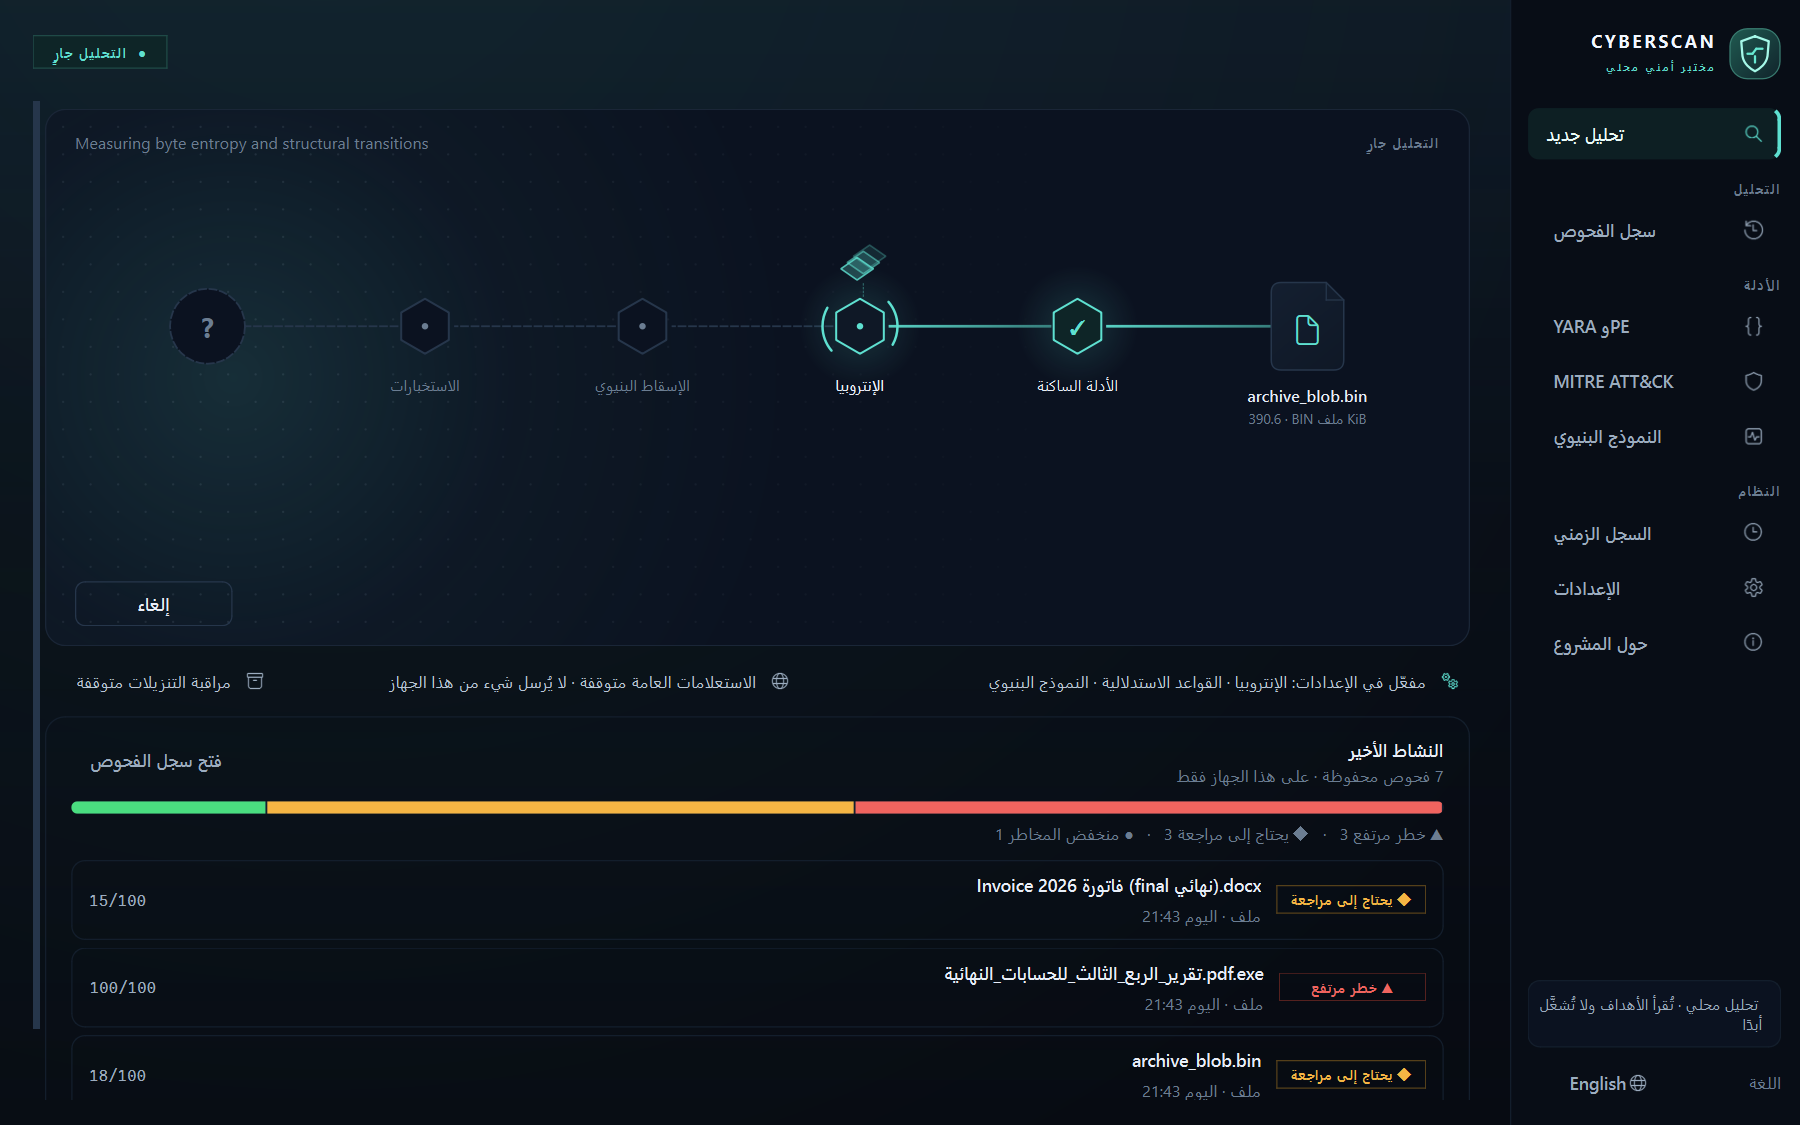 CYBERSCAN
مختبر أمني محلي
تحليل جديد
التحليل
سجل الفحوص
الأدلة
YARA وPE
MITRE ATT&CK
النموذج البنيوي
النظام
السجل الزمني
الإعدادات
حول المشروع
تحليل محلي · تُقرأ الأهداف ولا تُشغَّل
أبدًا
اللغة
English
التحليل جارٍ
التحليل جارٍ
Measuring byte entropy and structural transitions
archive_blob.bin
390.6 · BIN ملف KiB
الأدلة الساكنة
الإنتروبيا
الإسقاط البنيوي
الاستخبارات
?
إلغاء
مفعّل في الإعدادات: الإنتروبيا · القواعد الاستدلالية · النموذج البنيوي
الاستعلامات العامة متوقفة · لا يُرسل شيء من هذا الجهاز
مراقبة التنزيلات متوقفة
النشاط الأخير
فتح سجل الفحوص
7 فحوص محفوظة · على هذا الجهاز فقط
▲ خطر مرتفع 3 · ◆ يحتاج إلى مراجعة 3 · ● منخفض المخاطر 1
◆ يحتاج إلى مراجعة
Invoice 2026 فاتورة (final نهائي).docx
ملف · اليوم 21:43
15/100
▲ خطر مرتفع
تقرير_الربع_الثالث_للحسابات_النهائية.pdf.exe
ملف · اليوم 21:43
100/100
◆ يحتاج إلى مراجعة
archive_blob.bin
ملف · اليوم 21:43
18/100